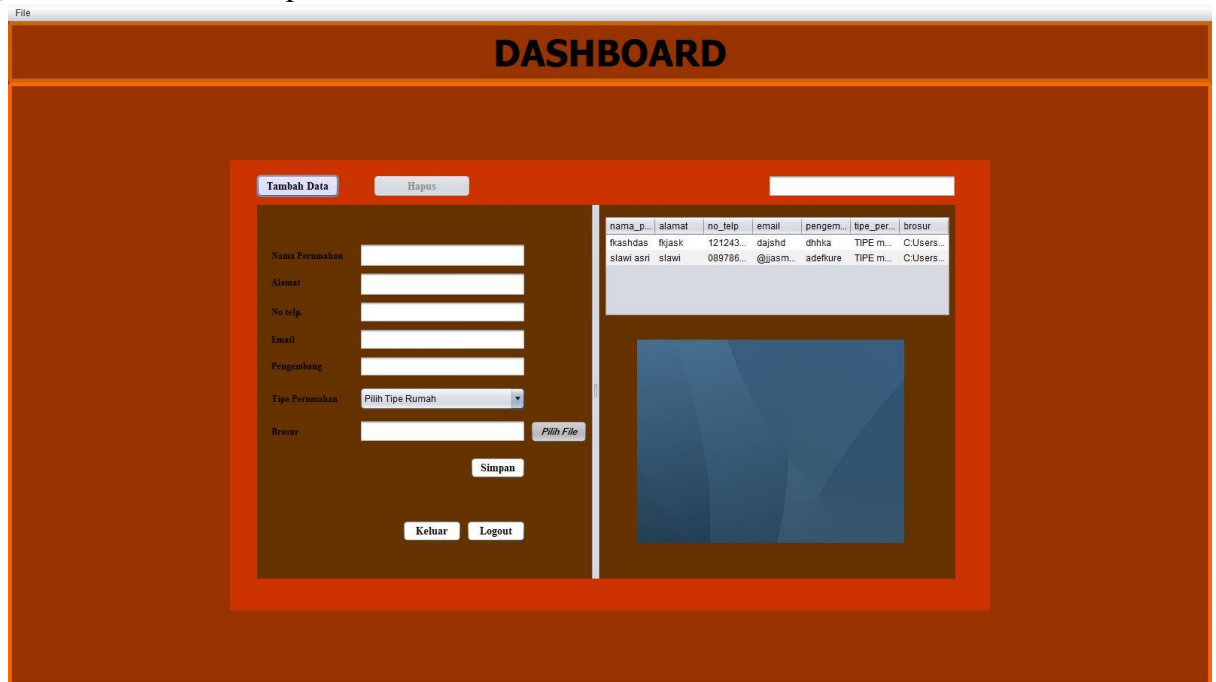 File
DASHBOARD
Tambah Data Hapus
nama_p... alamat no_telp email pengem... tipe_per... brosur
fkashdas fkjask 121243... dajshd dhhka TIPE m... C:Users...
slawi asri slawi 089786... @jjasm... adefkure TIPE m... C:Users...
Nama Perumahan
Alamat
No telp.
Email
Pengembang
Tipe Perumahan Pilih Tipe Rumah
Brosur Pilih File
Simpan
Keluar Logout